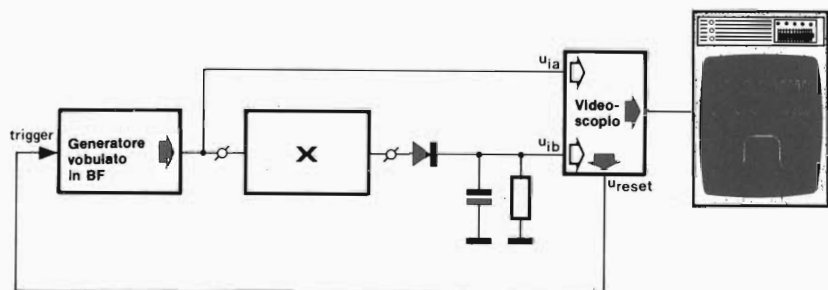 trigger
Generatore
vobulato
in BF
X
u_ia
u_ib
Video-
scopio
u_reset